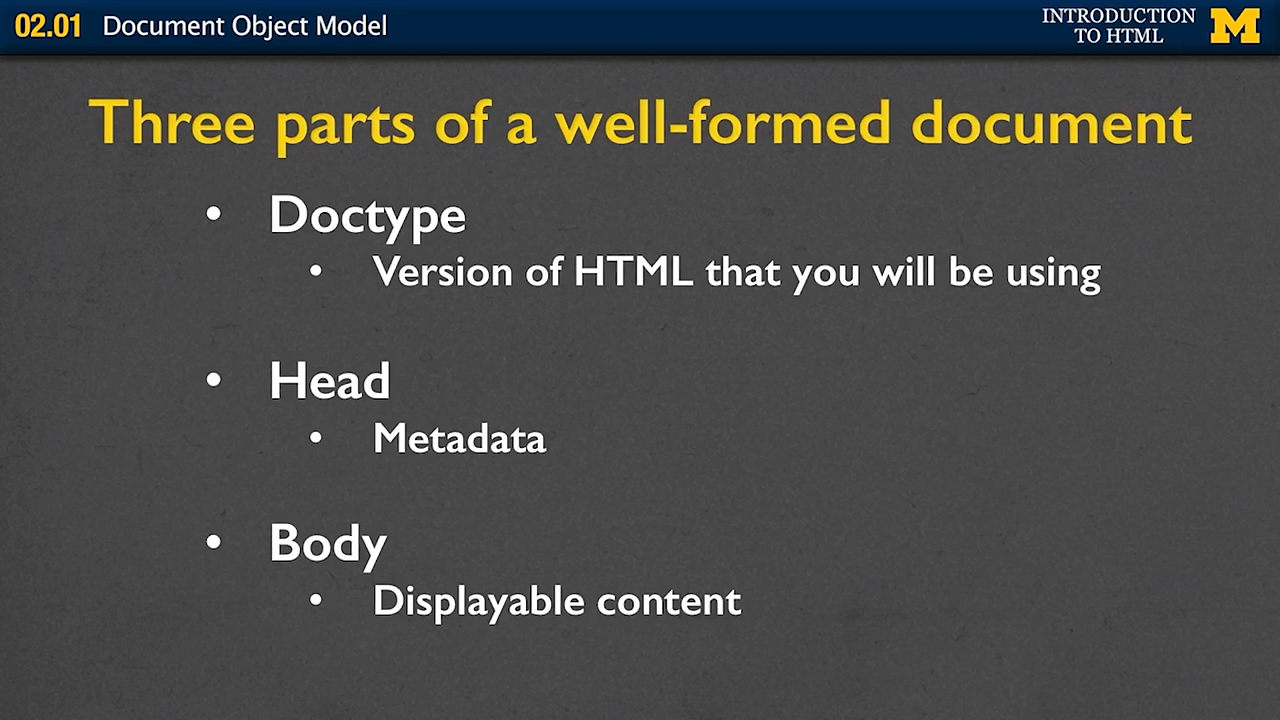 02.01 Document Object Model
INTRODUCTION
TO HTML
M
Three parts of a well-formed document
• Doctype
• Version of HTML that you will be using
• Head
• Metadata
• Body
• Displayable content